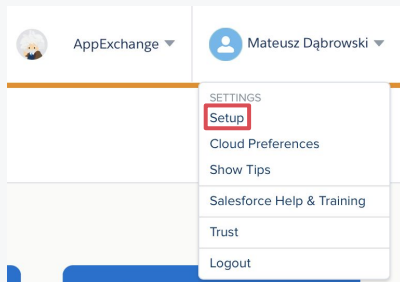 AppExchange
Mateusz Dąbrowski
SETTINGS
Setup
Cloud Preferences
Show Tips
Salesforce Help & Training
Trust
Logout